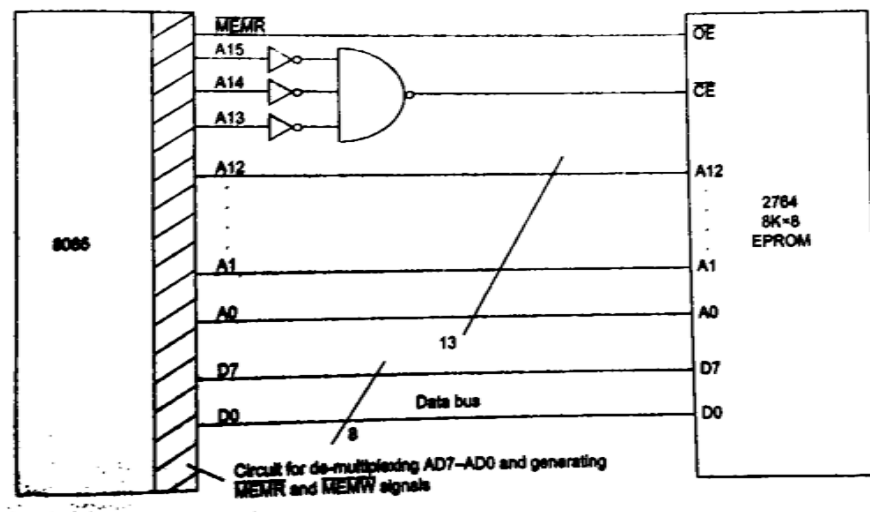 MEMR
A15
A14
A13
A12
A1
A0
D7
D0
8085
OE
CE
A12
A1
A0
D7
D0
2764
8K×8
EPROM
13
Data bus
8
Circuit for de-multiplexing AD7–AD0 and generating
MEMR and MEMW signals